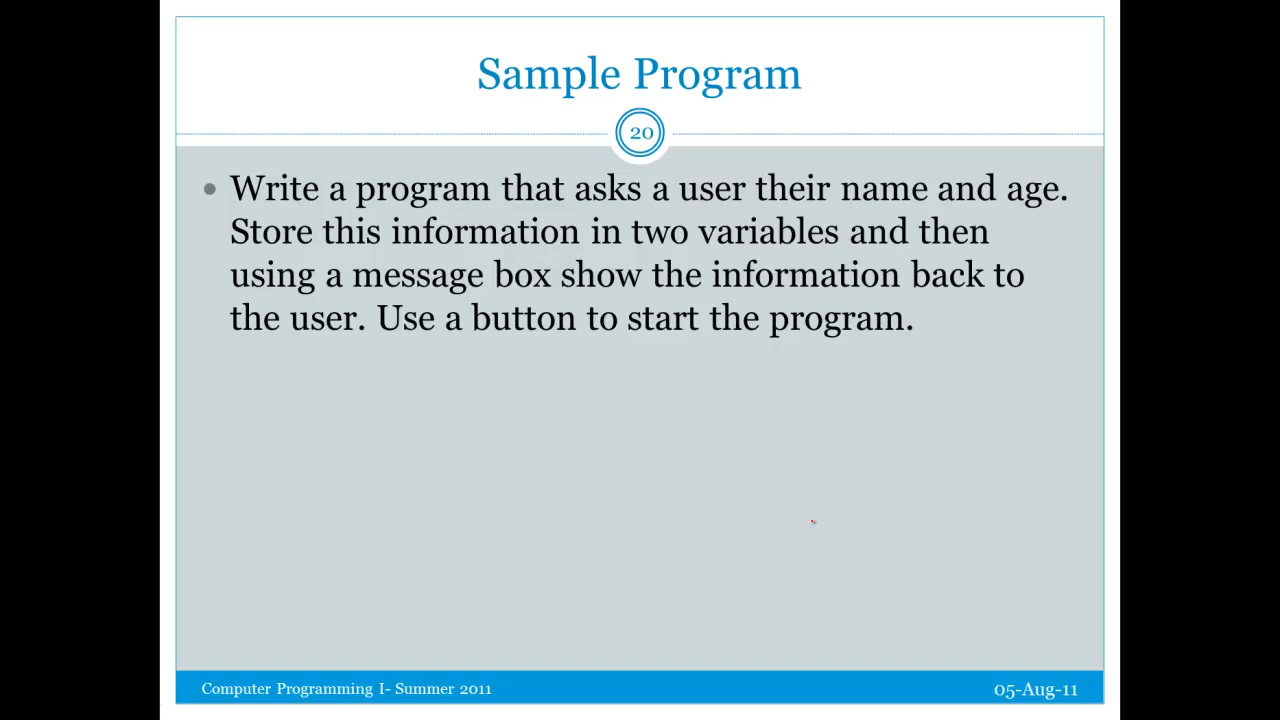 Sample Program
20
• Write a program that asks a user their name and age.
Store this information in two variables and then
using a message box show the information back to
the user. Use a button to start the program.
Computer Programming I- Summer 2011
05-Aug-11